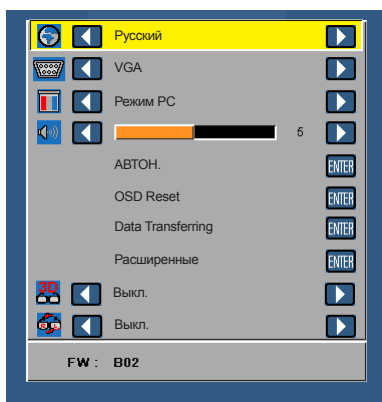 Русский
VGA
Режим PC
5
АВТОН. ENTER
OSD Reset ENTER
Data Transferring ENTER
Расширенные ENTER
3D Выкл.
Выкл.
FW : B02